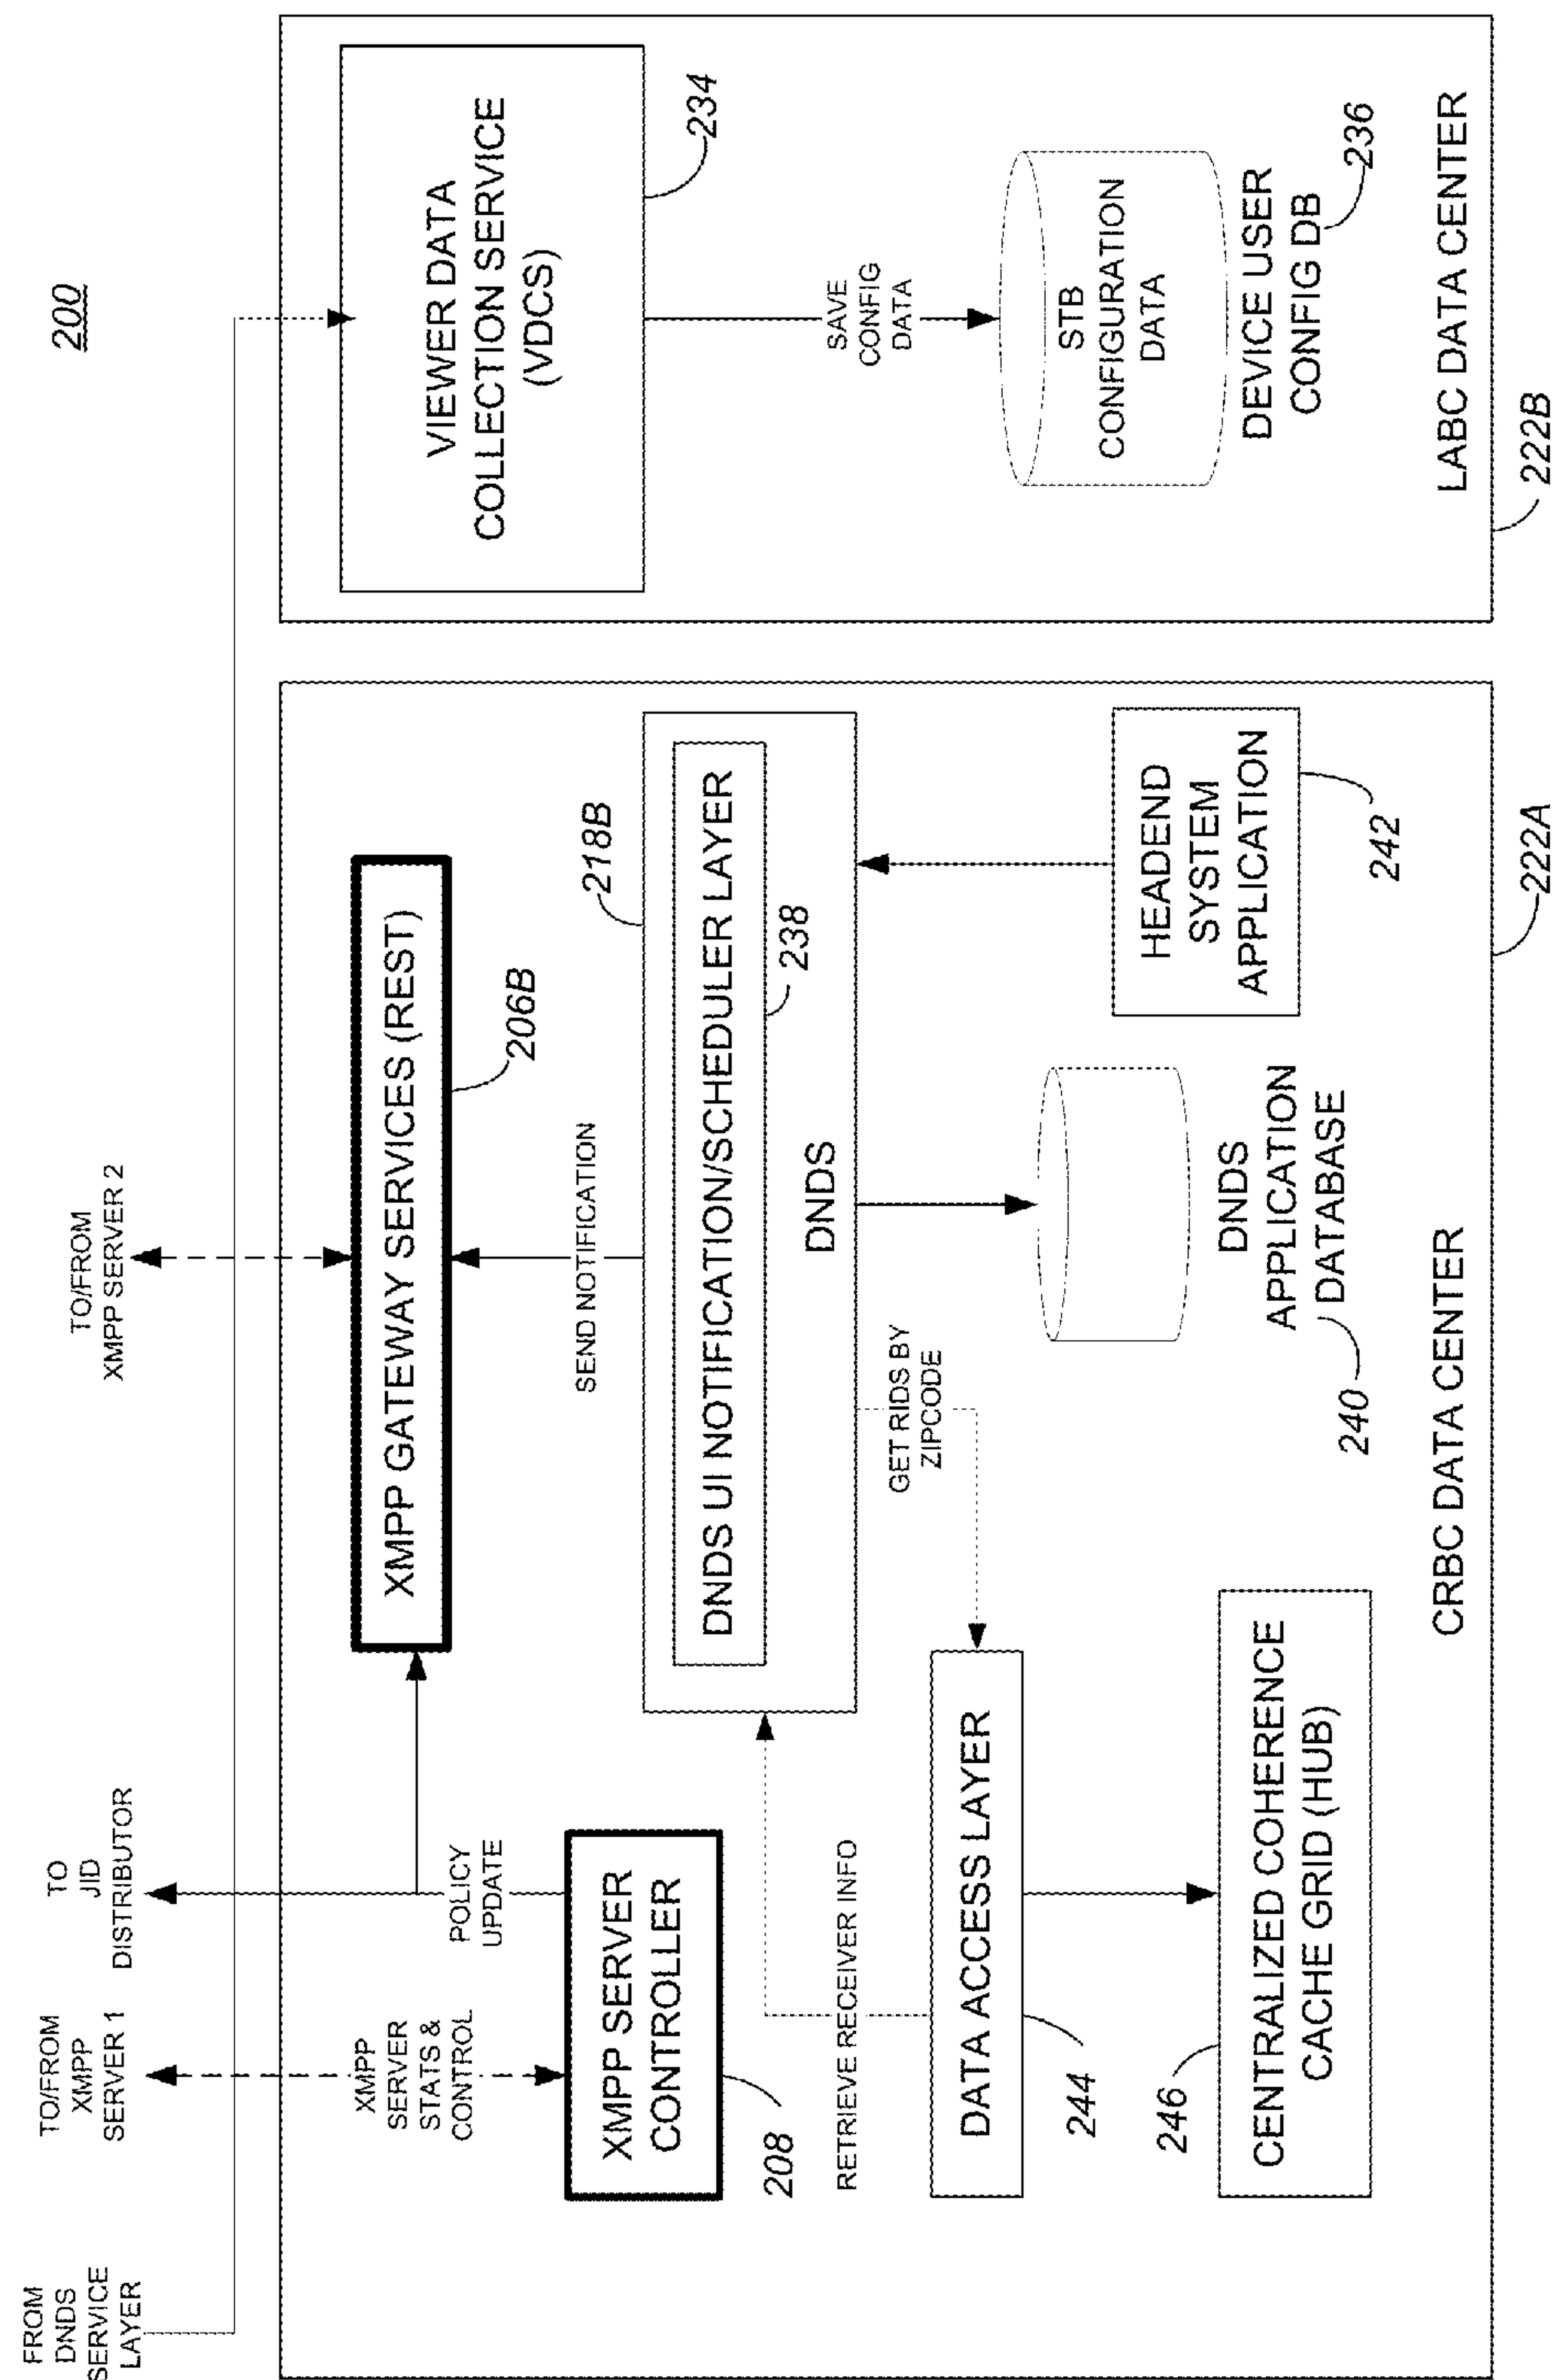 200
FROM
DNDS
SERVICE
LAYER
TO/FROM
XMPP
SERVER 1
TO
JID
DISTRIBUTOR
TO/FROM
XMPP SERVER 2
XMPP
SERVER
STATS &
CONTROL
POLICY
UPDATE
XMPP GATEWAY SERVICES (REST)
206B
XMPP SERVER
CONTROLLER
208
SEND NOTIFICATION
218B
DNDS UI NOTIFICATION/SCHEDULER LAYER
238
DNDS
RETRIEVE RECEIVER INFO
GET RIDS BY
ZIPCODE
DATA ACCESS LAYER
244
DNDS
APPLICATION
DATABASE
240
HEADEND
SYSTEM
APPLICATION
242
246
CENTRALIZED COHERENCE
CACHE GRID (HUB)
CRBC DATA CENTER
222A
VIEWER DATA
COLLECTION SERVICE
(VDCS)
234
SAVE
CONFIG
DATA
STB
CONFIGURATION
DATA
DEVICE USER
CONFIG DB
236
LABC DATA CENTER
222B